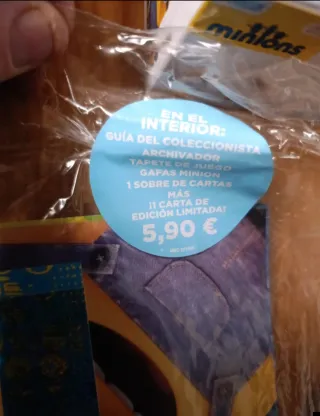 minions
EN EL
INTERIOR:
GUÍA DEL COLECCIONISTA
ARCHIVADOR
TAPETE DE JUEGO
GAFAS MINION
1 SOBRE DE CARTAS
MÁS
¡1 CARTA DE
EDICIÓN LIMITADA!
5,90 €